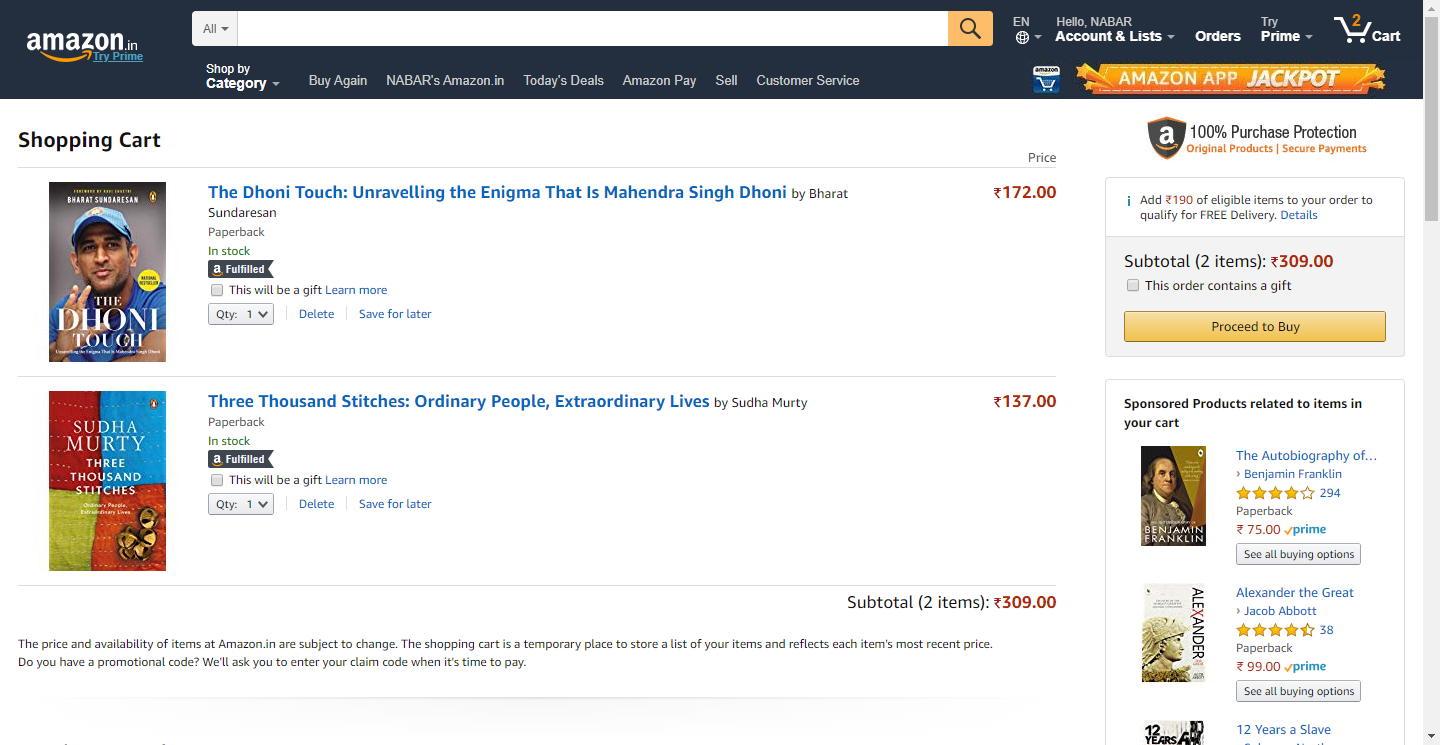 amazon.in
Try Prime
All
EN
Hello, NABAR
Account & Lists
Orders
Try
Prime
2
Cart
Shop by
Category
Buy Again
NABAR's Amazon.in
Today's Deals
Amazon Pay
Sell
Customer Service
amazon
AMAZON APP JACKPOT
Shopping Cart
Price
100% Purchase Protection
Original Products | Secure Payments
FOREWORD BY RAVI SHASTRI
BHARAT SUNDARESAN
NATIONAL
BESTSELLER
THE
DHONI
TOUCH
Unravelling the Enigma That Is Mahendra Singh Dhoni
The Dhoni Touch: Unravelling the Enigma That Is Mahendra Singh Dhoni by Bharat
Sundaresan
₹172.00
Paperback
In stock
a Fulfilled
This will be a gift Learn more
Qty: 1
Delete
Save for later
SUDHA
MURTY
THREE
THOUSAND
STITCHES
Ordinary People,
Extraordinary Lives
Three Thousand Stitches: Ordinary People, Extraordinary Lives by Sudha Murty
₹137.00
Paperback
In stock
a Fulfilled
This will be a gift Learn more
Qty: 1
Delete
Save for later
Subtotal (2 items): ₹309.00
The price and availability of items at Amazon.in are subject to change. The shopping cart is a temporary place to store a list of your items and reflects each item's most recent price.
Do you have a promotional code? We'll ask you to enter your claim code when it's time to pay.
i Add ₹190 of eligible items to your order to
qualify for FREE Delivery. Details
Subtotal (2 items): ₹309.00
This order contains a gift
Proceed to Buy
Sponsored Products related to items in
your cart
BENJAMIN
FRANKLIN
The Autobiography of…
› Benjamin Franklin
294
Paperback
₹ 75.00 prime
See all buying options
ALEXANDER
Alexander the Great
› Jacob Abbott
38
Paperback
₹ 99.00 prime
See all buying options
12
YEARS A
12 Years a Slave